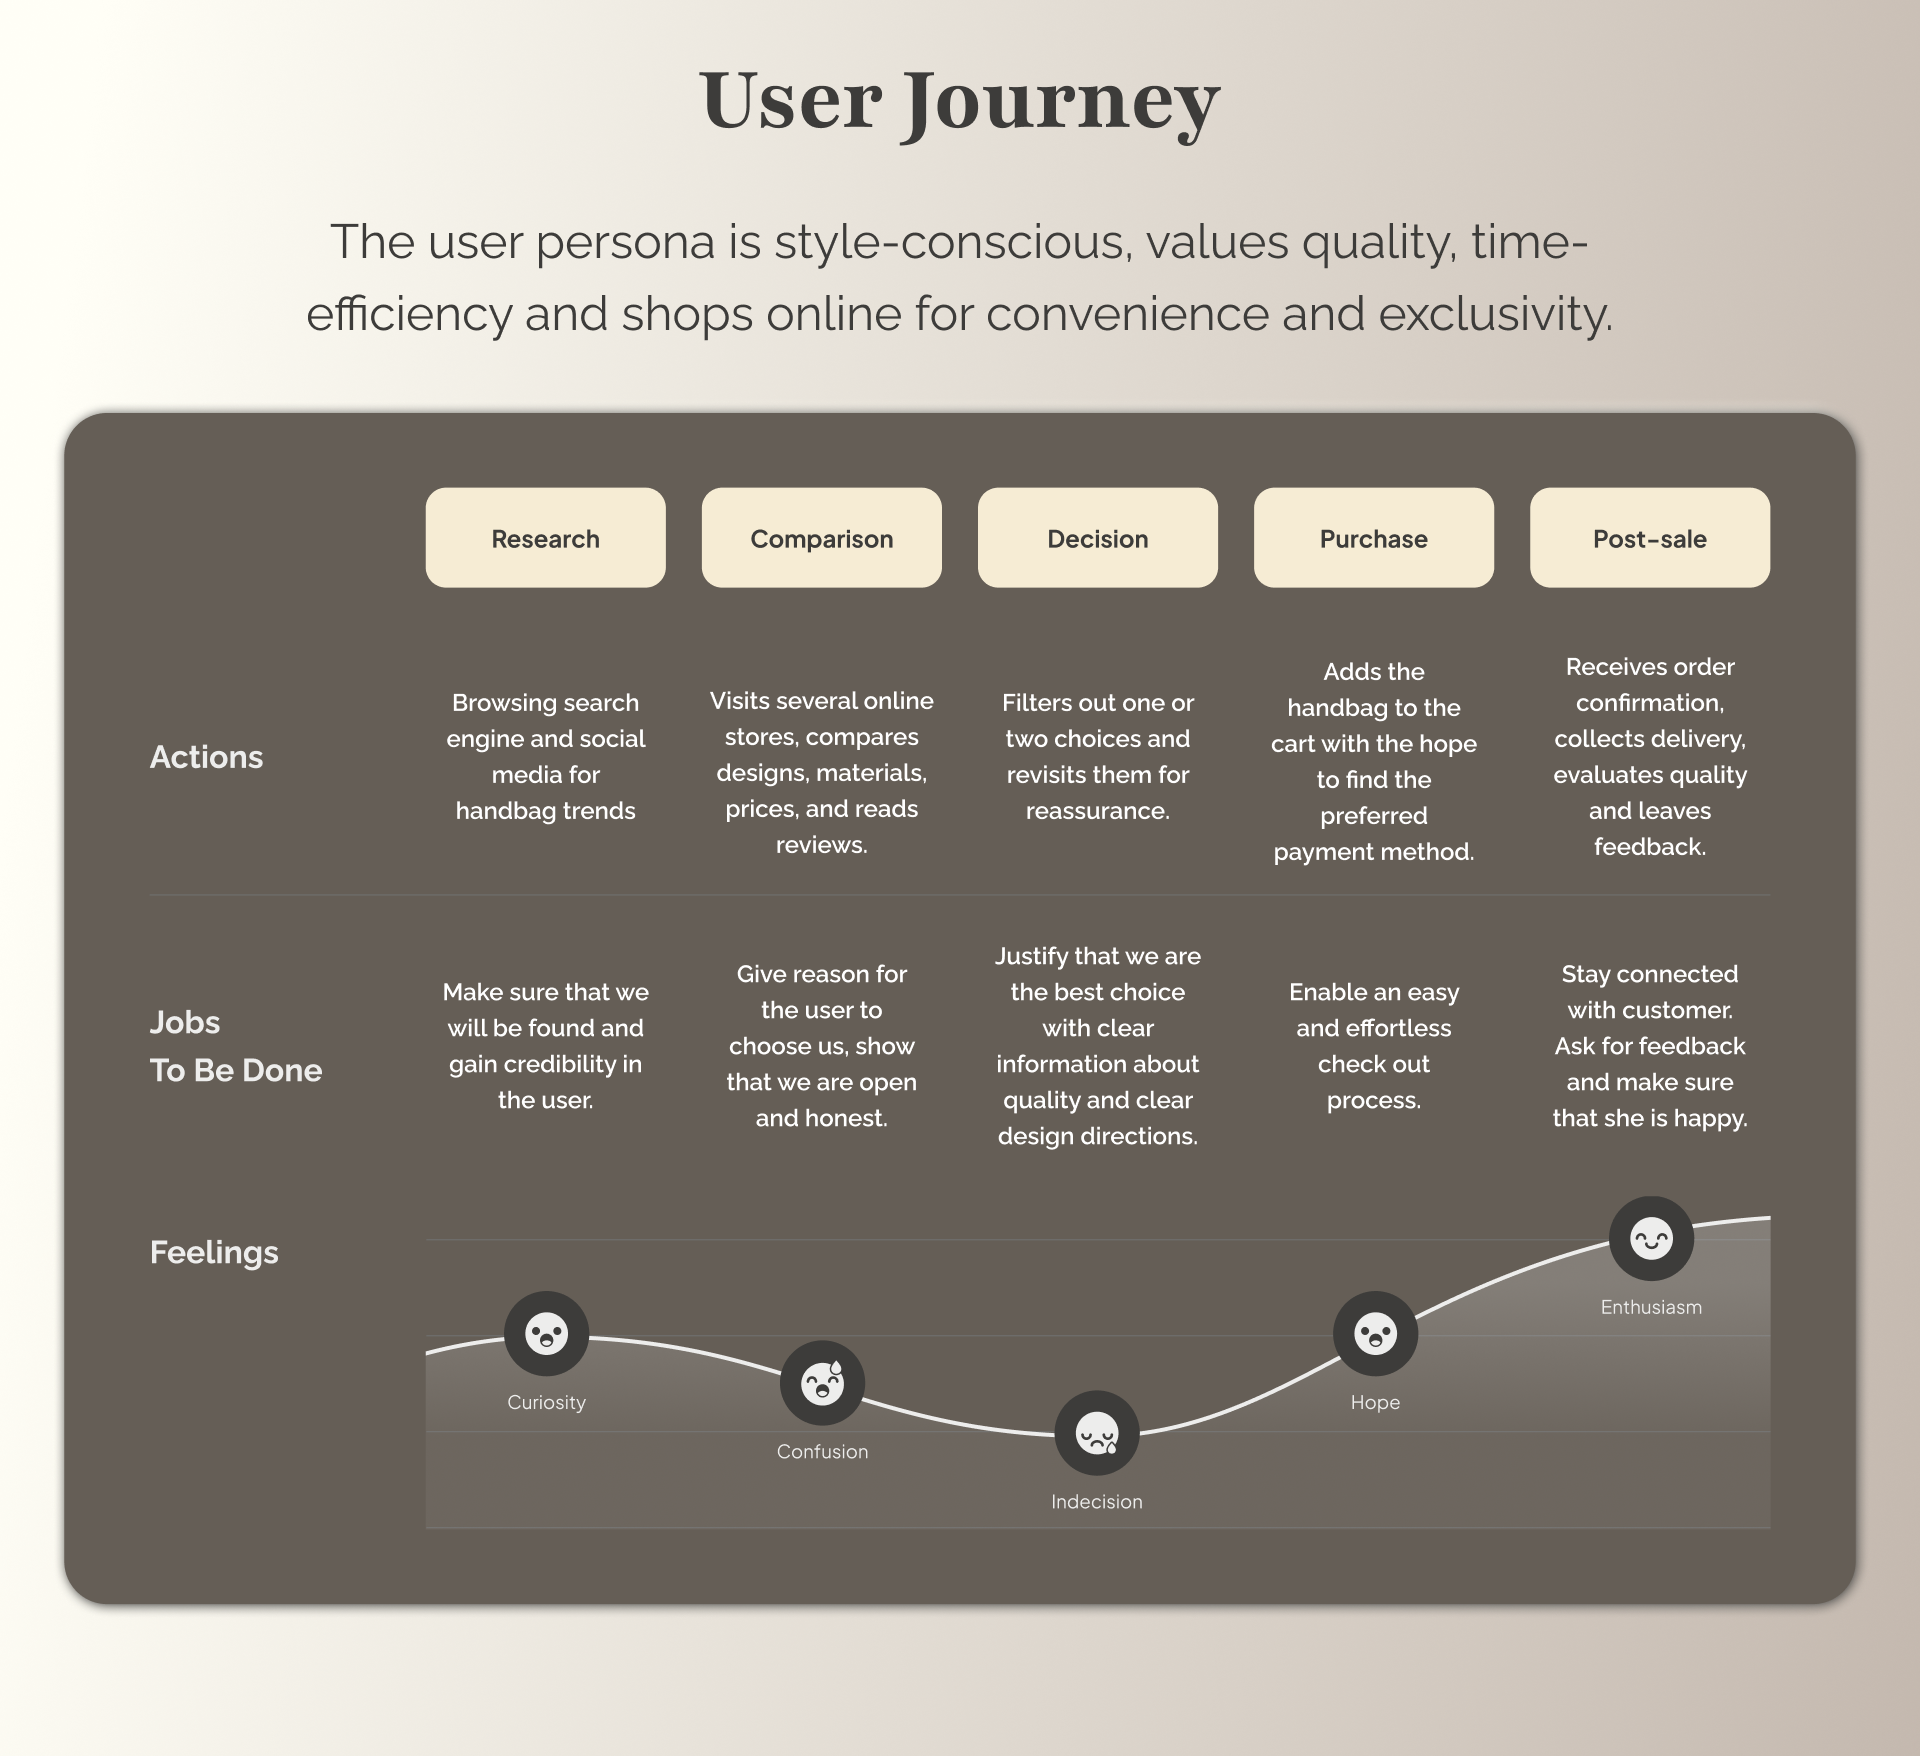 User Journey
The user persona is style-conscious, values quality, time-
efficiency and shops online for convenience and exclusivity.
Research
Comparison
Decision
Purchase
Post-sale
Actions
Browsing search
engine and social
media for
handbag trends
Visits several online
stores, compares
designs, materials,
prices, and reads
reviews.
Filters out one or
two choices and
revisits them for
reassurance.
Adds the
handbag to the
cart with the hope
to find the
preferred
payment method.
Receives order
confirmation,
collects delivery,
evaluates quality
and leaves
feedback.
Jobs
To Be Done
Make sure that we
will be found and
gain credibility in
the user.
Give reason for
the user to
choose us, show
that we are open
and honest.
Justify that we are
the best choice
with clear
information about
quality and clear
design directions.
Enable an easy
and effortless
check out
process.
Stay connected
with customer.
Ask for feedback
and make sure
that she is happy.
Feelings
Curiosity
Confusion
Indecision
Hope
Enthusiasm